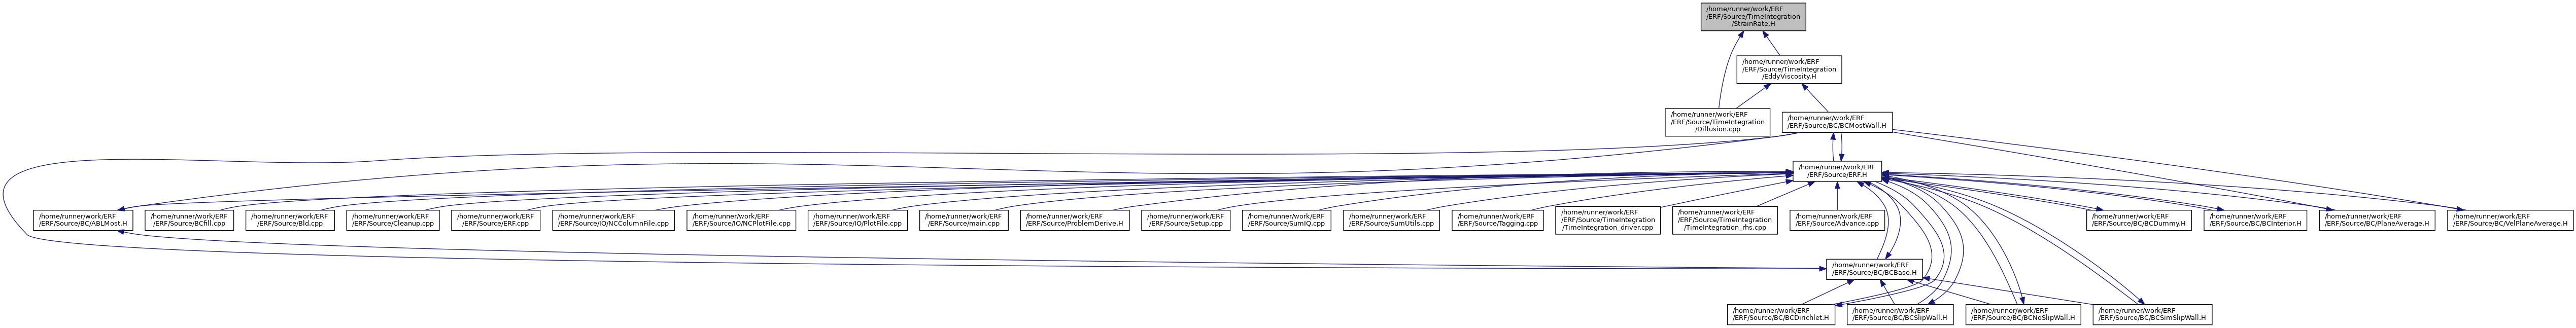 /home/runner/work/ERF
/ERF/Source/TimeIntegration
/StrainRate.H
/home/runner/work/ERF
/ERF/Source/TimeIntegration
/EddyViscosity.H
/home/runner/work/ERF
/ERF/Source/TimeIntegration
/Diffusion.cpp
/home/runner/work/ERF
/ERF/Source/BC/BCMostWall.H
/home/runner/work/ERF
/ERF/Source/ERF.H
/home/runner/work/ERF
/ERF/Source/BC/ABLMost.H
/home/runner/work/ERF
/ERF/Source/BCfill.cpp
/home/runner/work/ERF
/ERF/Source/Bld.cpp
/home/runner/work/ERF
/ERF/Source/Cleanup.cpp
/home/runner/work/ERF
/ERF/Source/ERF.cpp
/home/runner/work/ERF
/ERF/Source/IO/NCColumnFile.cpp
/home/runner/work/ERF
/ERF/Source/IO/NCPlotFile.cpp
/home/runner/work/ERF
/ERF/Source/IO/PlotFile.cpp
/home/runner/work/ERF
/ERF/Source/main.cpp
/home/runner/work/ERF
/ERF/Source/ProblemDerive.H
/home/runner/work/ERF
/ERF/Source/Setup.cpp
/home/runner/work/ERF
/ERF/Source/SumIQ.cpp
/home/runner/work/ERF
/ERF/Source/SumUtils.cpp
/home/runner/work/ERF
/ERF/Source/Tagging.cpp
/home/runner/work/ERF
/ERF/Source/TimeIntegration
/TimeIntegration_driver.cpp
/home/runner/work/ERF
/ERF/Source/TimeIntegration
/TimeIntegration_rhs.cpp
/home/runner/work/ERF
/ERF/Source/Advance.cpp
/home/runner/work/ERF
/ERF/Source/BC/BCDummy.H
/home/runner/work/ERF
/ERF/Source/BC/BCInterior.H
/home/runner/work/ERF
/ERF/Source/BC/PlaneAverage.H
/home/runner/work/ERF
/ERF/Source/BC/VelPlaneAverage.H
/home/runner/work/ERF
/ERF/Source/BC/BCBase.H
/home/runner/work/ERF
/ERF/Source/BC/BCDirichlet.H
/home/runner/work/ERF
/ERF/Source/BC/BCSlipWall.H
/home/runner/work/ERF
/ERF/Source/BC/BCNoSlipWall.H
/home/runner/work/ERF
/ERF/Source/BC/BCSimSlipWall.H